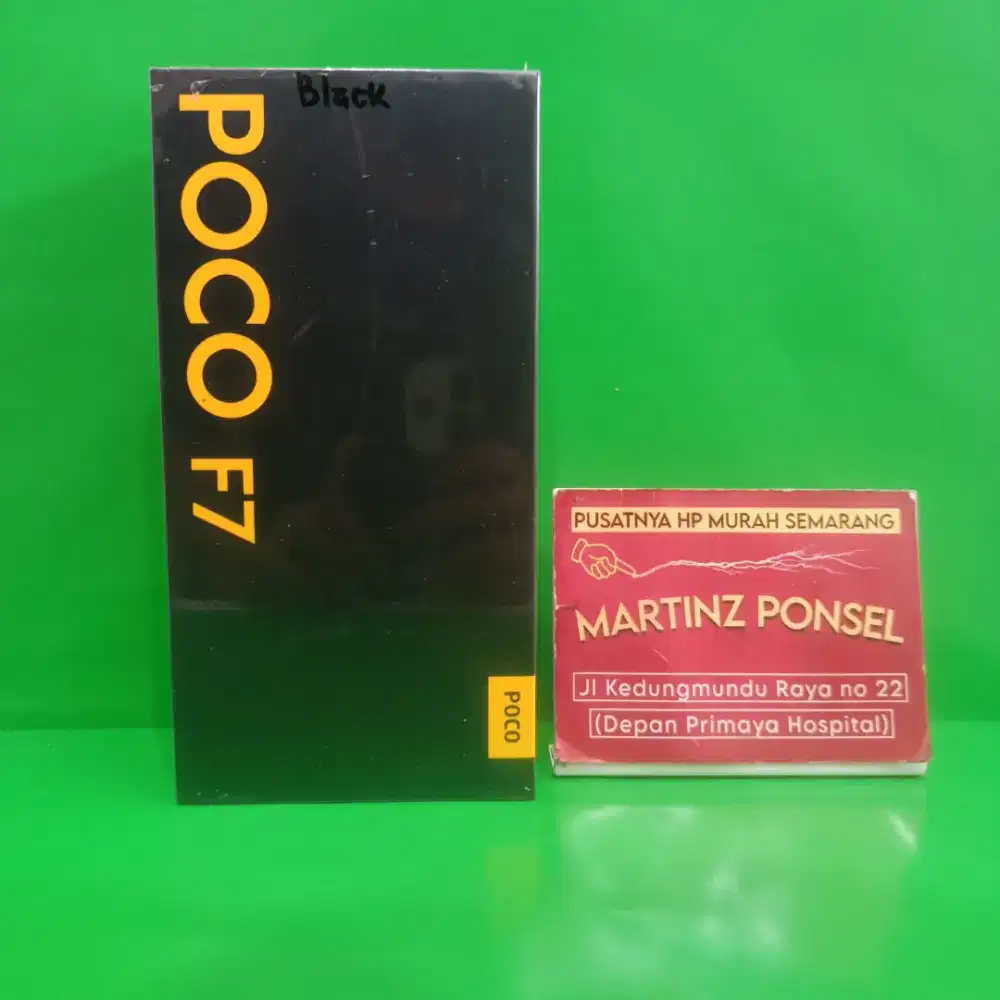 Black
POCO F7
POCO
PUSATNYA HP MURAH SEMARANG
MARTINZ PONSEL
Jl Kedungmundu Raya no 22
(Depan Primaya Hospital)